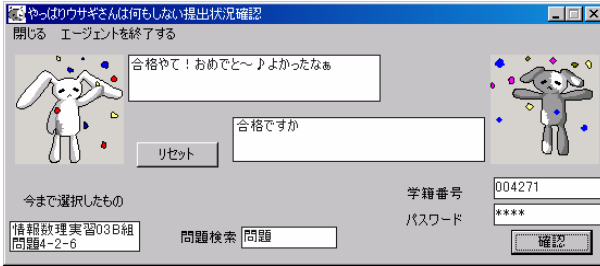 やっぱりウサギさんは何もしない提出状況確認
閉じる エージェントを終了する
合格やて！おめでと～♪よかったなぁ
合格ですか
リセット
今まで選択したもの
情報数理実習03B組
問題4-2-6
問題検索 問題
学籍番号 004271
パスワード ****
確認